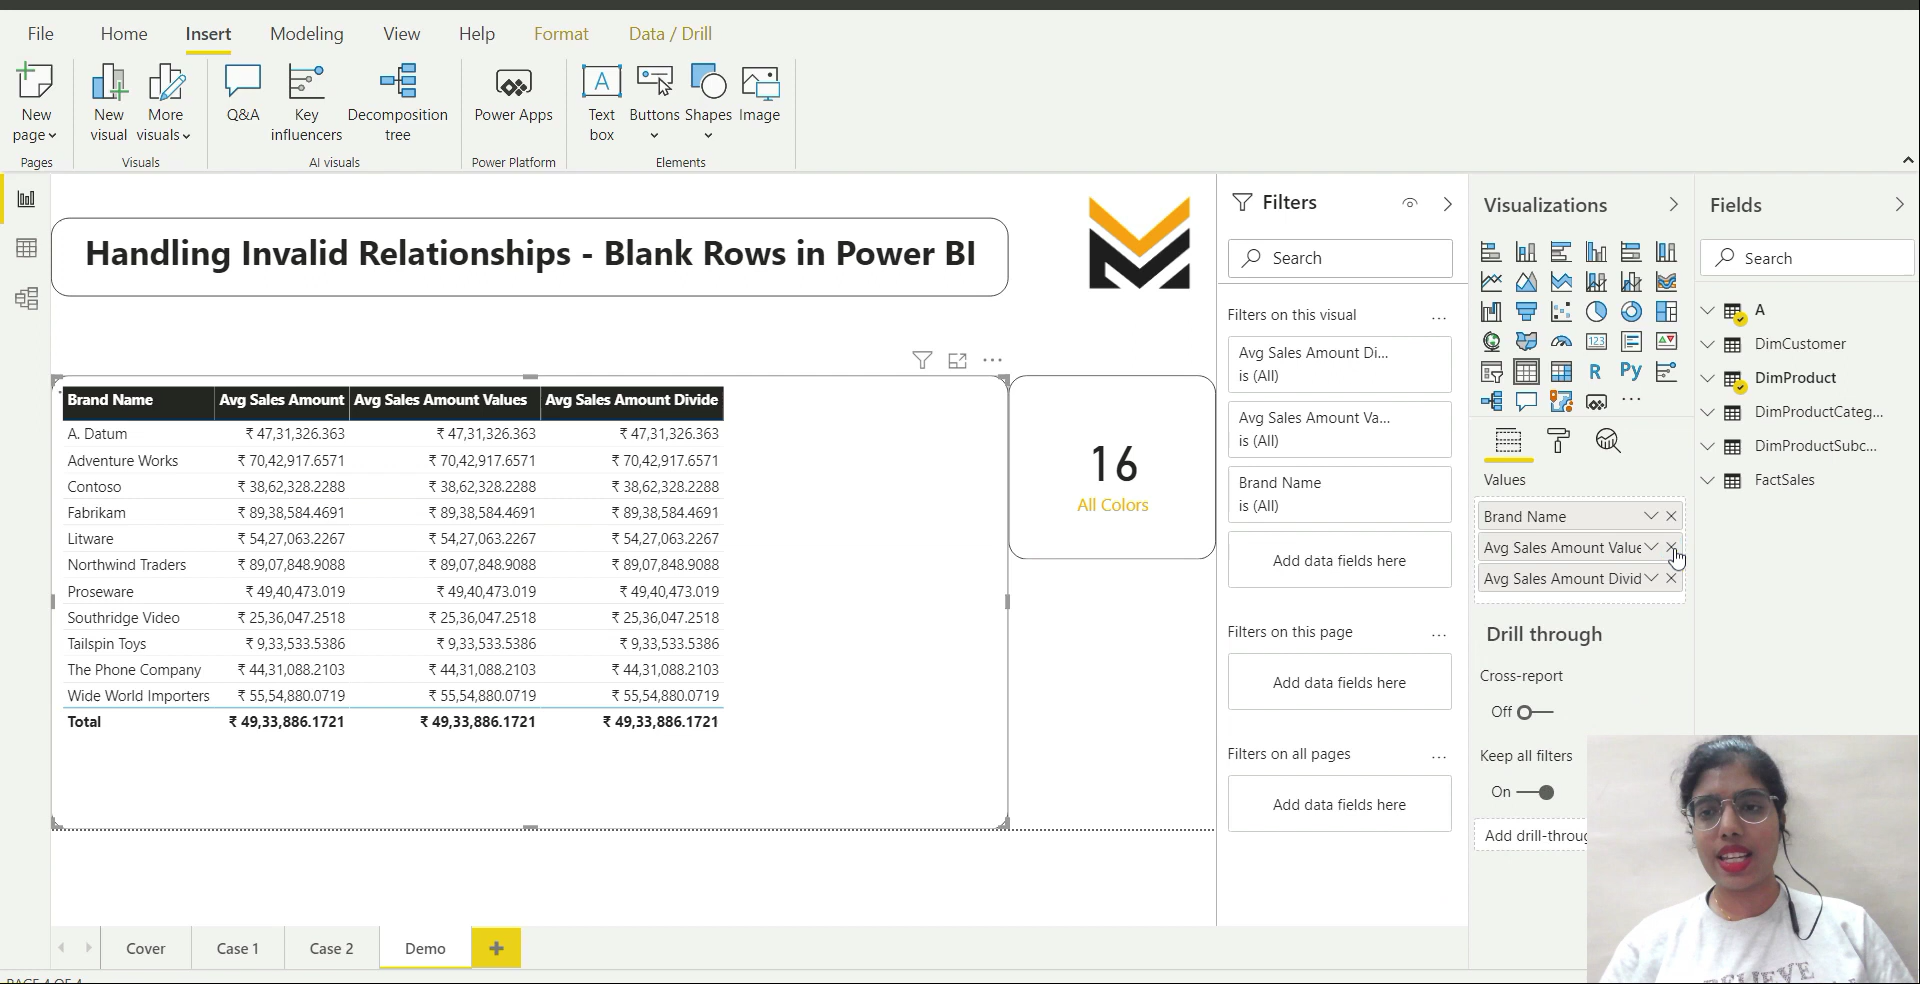 File Home Insert Modeling View Help Format Data / Drill
New page
New visual
More visuals
Q&A
Key influencers
Decomposition tree
Power Apps
Text box
Buttons
Shapes
Image
Pages Visuals AI visuals Power Platform Elements
Handling Invalid Relationships - Blank Rows in Power BI
Brand Name Avg Sales Amount Avg Sales Amount Values Avg Sales Amount Divide
A. Datum ₹ 47,31,326.363 ₹ 47,31,326.363 ₹ 47,31,326.363
Adventure Works ₹ 70,42,917.6571 ₹ 70,42,917.6571 ₹ 70,42,917.6571
Contoso ₹ 38,62,328.2288 ₹ 38,62,328.2288 ₹ 38,62,328.2288
Fabrikam ₹ 89,38,584.4691 ₹ 89,38,584.4691 ₹ 89,38,584.4691
Litware ₹ 54,27,063.2267 ₹ 54,27,063.2267 ₹ 54,27,063.2267
Northwind Traders ₹ 89,07,848.9088 ₹ 89,07,848.9088 ₹ 89,07,848.9088
Proseware ₹ 49,40,473.019 ₹ 49,40,473.019 ₹ 49,40,473.019
Southridge Video ₹ 25,36,047.2518 ₹ 25,36,047.2518 ₹ 25,36,047.2518
Tailspin Toys ₹ 9,33,533.5386 ₹ 9,33,533.5386 ₹ 9,33,533.5386
The Phone Company ₹ 44,31,088.2103 ₹ 44,31,088.2103 ₹ 44,31,088.2103
Wide World Importers ₹ 55,54,880.0719 ₹ 55,54,880.0719 ₹ 55,54,880.0719
Total ₹ 49,33,886.1721 ₹ 49,33,886.1721 ₹ 49,33,886.1721
16
All Colors
Filters
Search
Filters on this visual ...
Avg Sales Amount Di...
is (All)
Avg Sales Amount Va...
is (All)
Brand Name
is (All)
Add data fields here
Filters on this page ...
Add data fields here
Filters on all pages ...
Add data fields here
Visualizations
123
R Py
...
Values
Brand Name
Avg Sales Amount Value
Avg Sales Amount Divid
Drill through
Cross-report
Off
Keep all filters
On
Add drill-throug
Fields
Search
A
DimCustomer
DimProduct
DimProductCateg...
DimProductSubc...
FactSales
Cover Case 1 Case 2 Demo +
PAGE 4 OF 4
BELIEVE